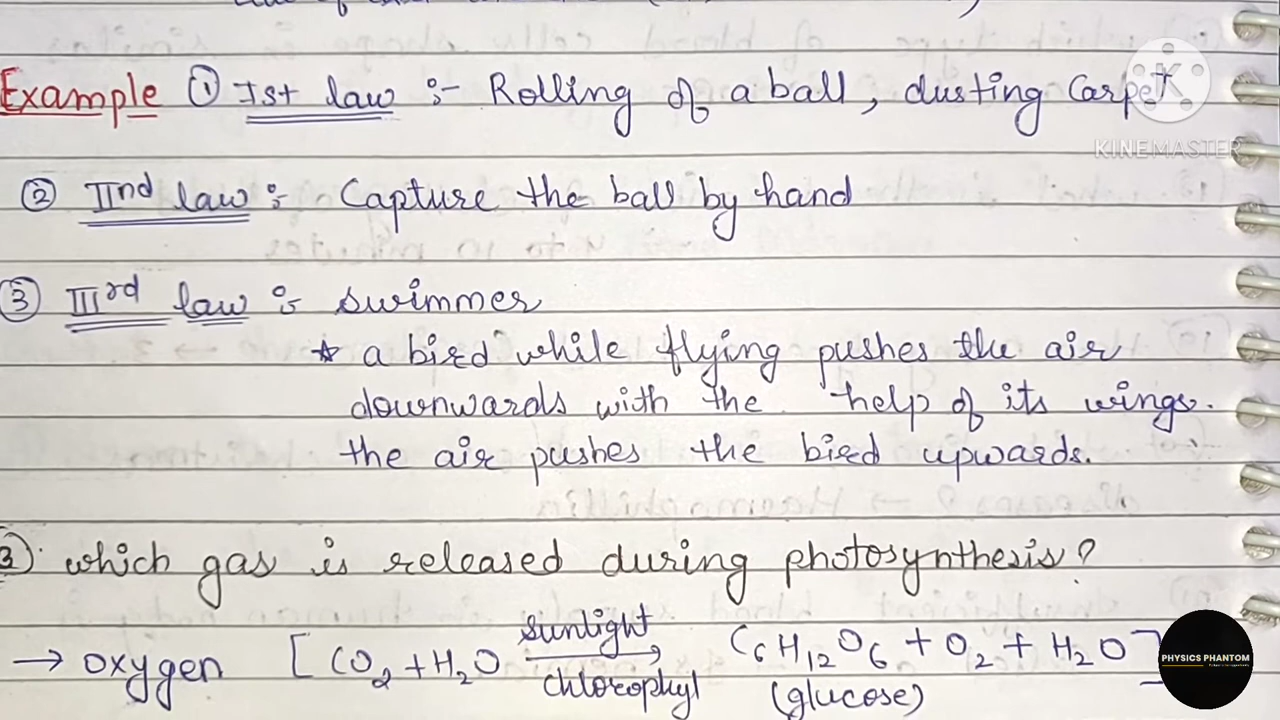 Example ① Ist law :- Rolling of a ball, dusting Carpet
KINEMASTER
② IInd law :- Capture the ball by hand
③ IIIrd law :- swimmer
* a bird while flying pushes the air
downwards with the help of its wings.
the air pushes the bird upwards.
which gas is released during photosynthesis?
→ oxygen [CO₂ + H₂O sunlight → chlorophyl C₆H₁₂O₆ + O₂ + H₂O]
(glucose)
PHYSICS PHANTOM